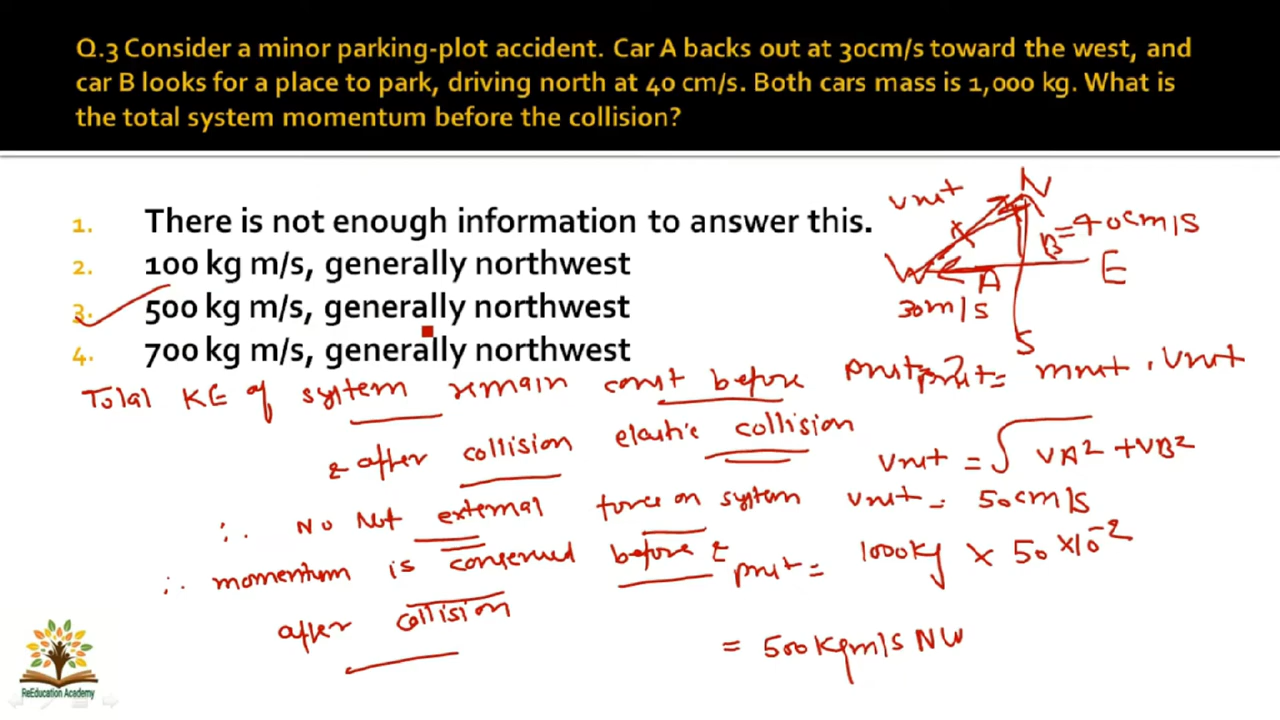 Q.3 Consider a minor parking-plot accident. Car A backs out at 30cm/s toward the west, and
car B looks for a place to park, driving north at 40 cm/s. Both cars mass is 1,000 kg. What is
the total system momentum before the collision?
1. There is not enough information to answer this.
2. 100 kg m/s, generally northwest
3. 500 kg m/s, generally northwest
4. 700 kg m/s, generally northwest
N
vnet
B=40cm/s
W
E
A
30m/s
S
Total KE of system remain const before
& after collision elastic collision
∴ No Net external force on system
∴ momentum is conserved before &
after collision
pnet = mnet . vnet
vnet = √VA² + VB²
vnet = 50cm/s
pnet = 1000kg × 50 × 10⁻²
= 500 kgm/s NW
ReEducation Academy